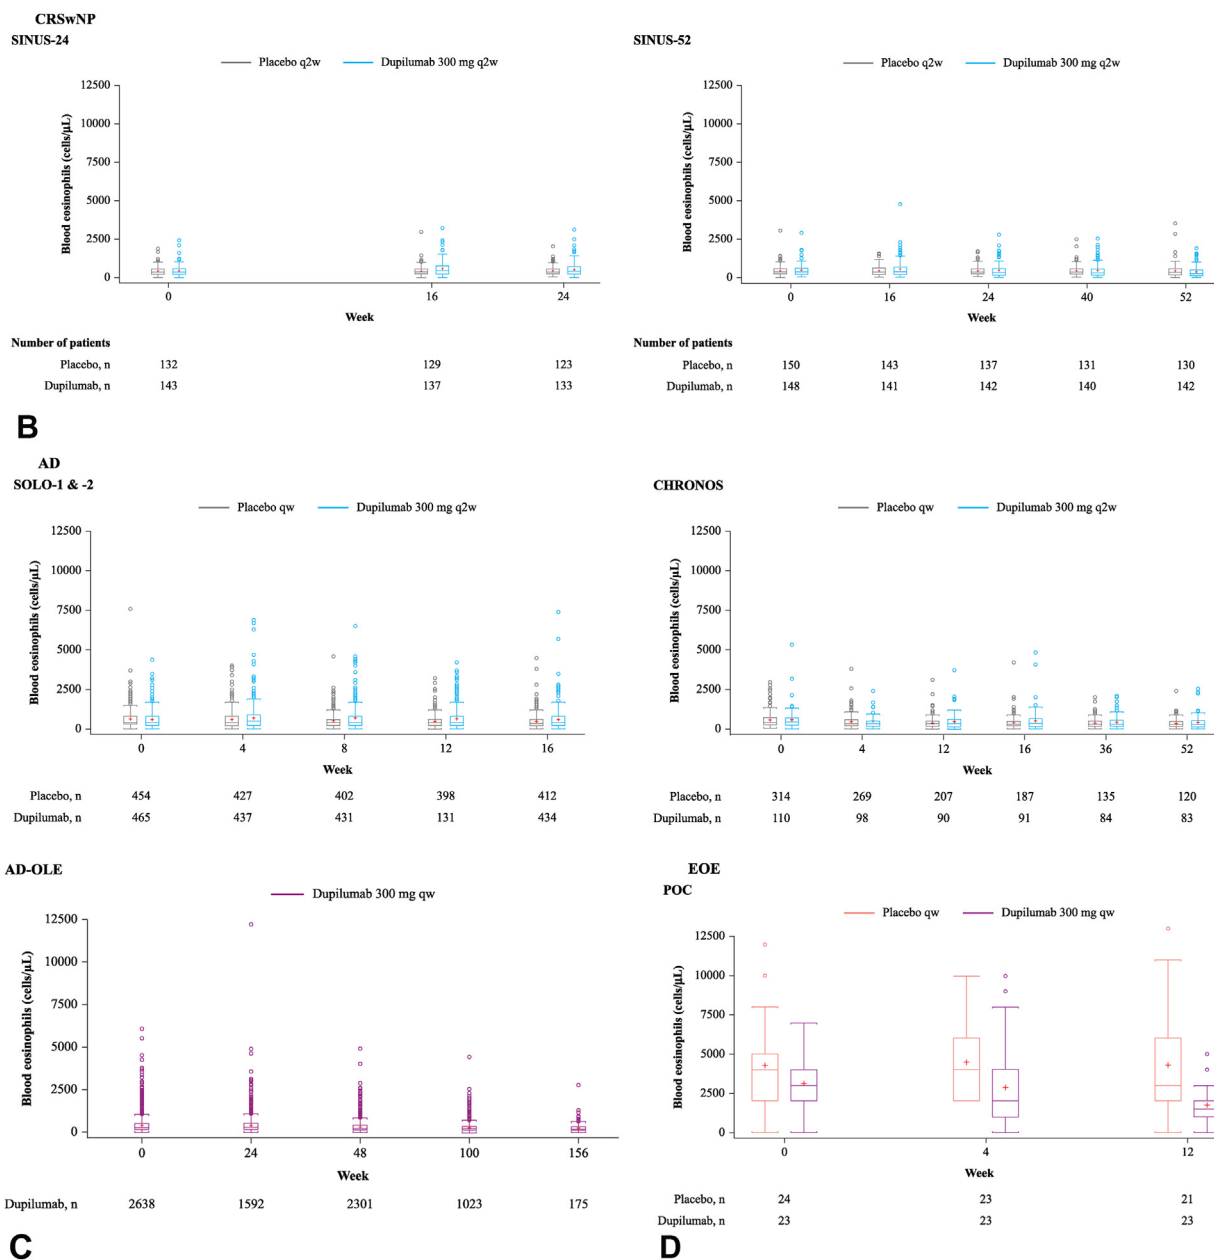 CRSwNP
SINUS-24
Placebo q2w Dupilumab 300 mg q2w
Blood eosinophils (cells/µL)
12500
10000
7500
5000
2500
0
0 16 24
Week
Number of patients
Placebo, n 132 129 123
Dupilumab, n 143 137 133
SINUS-52
Placebo q2w Dupilumab 300 mg q2w
Blood eosinophils (cells/µL)
12500
10000
7500
5000
2500
0
0 16 24 40 52
Week
Number of patients
Placebo, n 150 143 137 131 130
Dupilumab, n 148 141 142 140 142
B
AD
SOLO-1 & -2
Placebo qw Dupilumab 300 mg q2w
Blood eosinophils (cells/µL)
12500
10000
7500
5000
2500
0
0 4 8 12 16
Week
Placebo, n 454 427 402 398 412
Dupilumab, n 465 437 431 131 434
CHRONOS
Placebo qw Dupilumab 300 mg q2w
Blood eosinophils (cells/µL)
12500
10000
7500
5000
2500
0
0 4 12 16 36 52
Week
Placebo, n 314 269 207 187 135 120
Dupilumab, n 110 98 90 91 84 83
AD-OLE
Dupilumab 300 mg qw
Blood eosinophils (cells/µL)
12500
10000
7500
5000
2500
0
0 24 48 100 156
Week
Dupilumab, n 2638 1592 2301 1023 175
C
EOE
POC
Placebo qw Dupilumab 300 mg qw
Blood eosinophils (cells/µL)
12500
10000
7500
5000
2500
0
0 4 12
Week
Placebo, n 24 23 21
Dupilumab, n 23 23 23
D